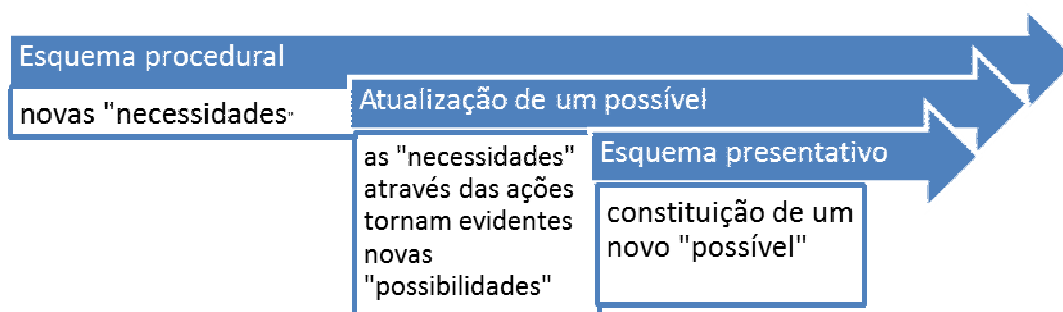 Esquema procedural
novas "necessidades"
Atualização de um possível
as "necessidades"
através das ações
tornam evidentes
novas
"possibilidades"
Esquema presentativo
constituição de um
novo "possível"